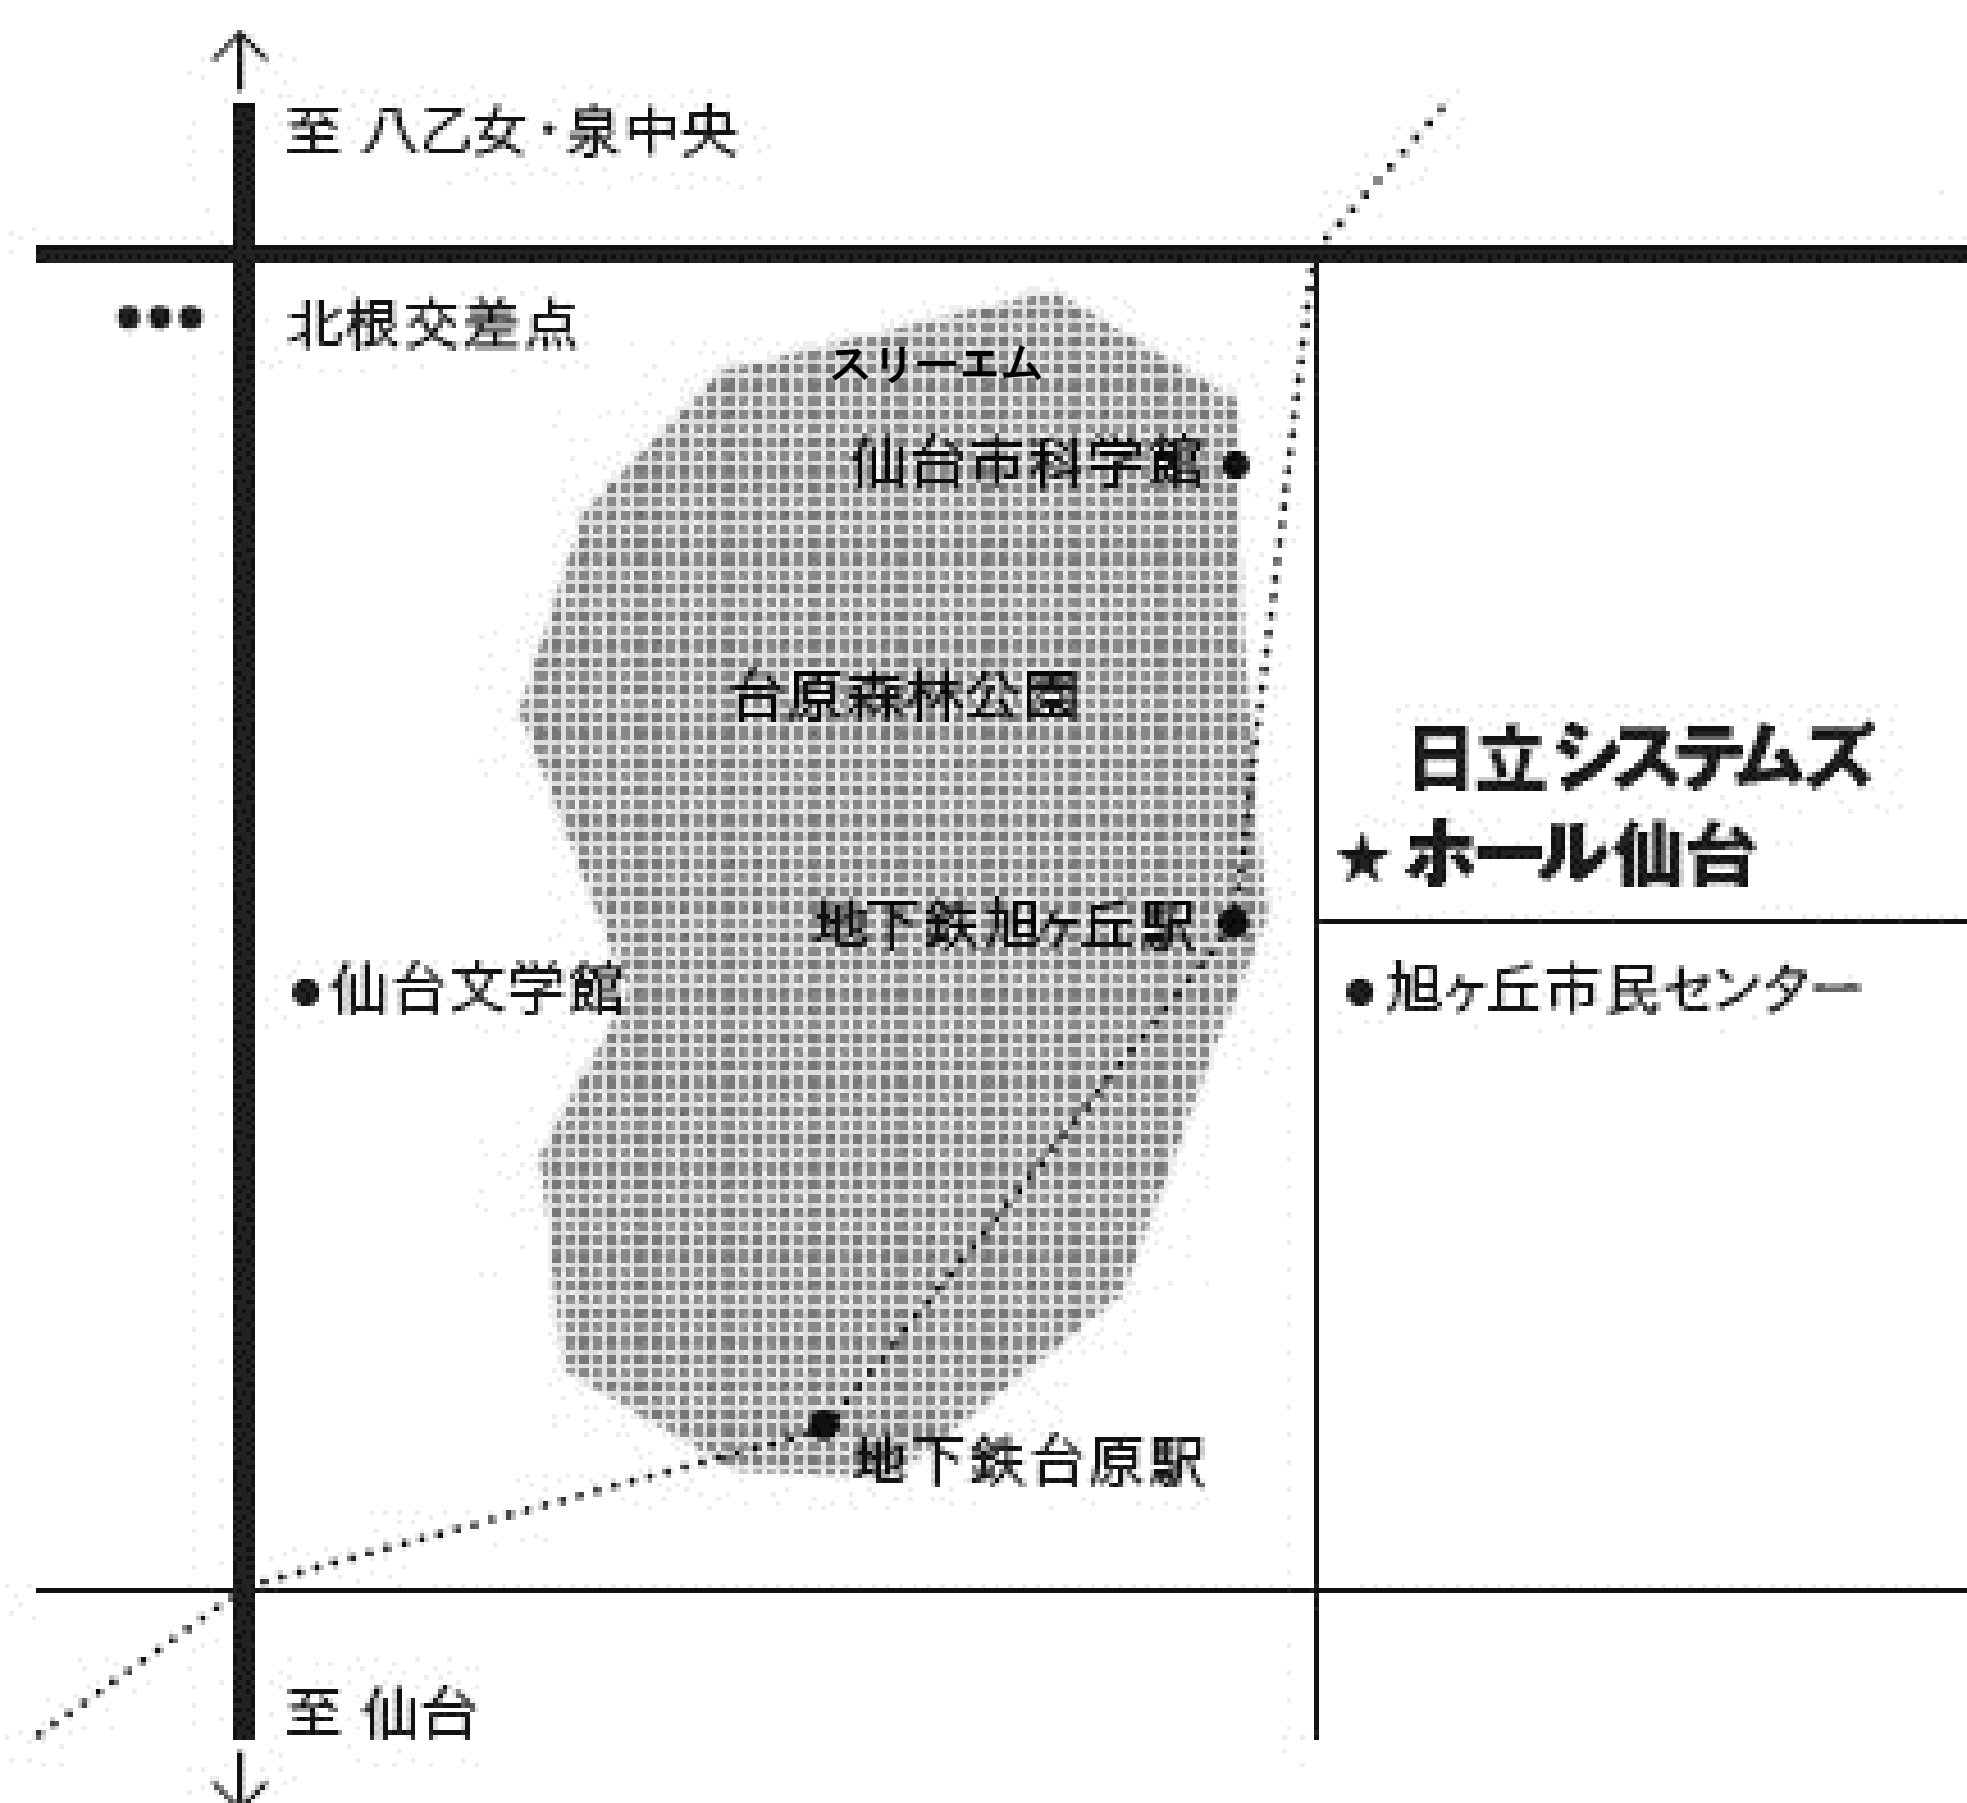 至 八乙女・泉中央
北根交差点
スリーエム
仙台市科学館
台原森林公園
日立システムズ
★ ホール仙台
地下鉄旭ヶ丘駅
仙台文学館
旭ヶ丘市民センター
地下鉄台原駅
至 仙台